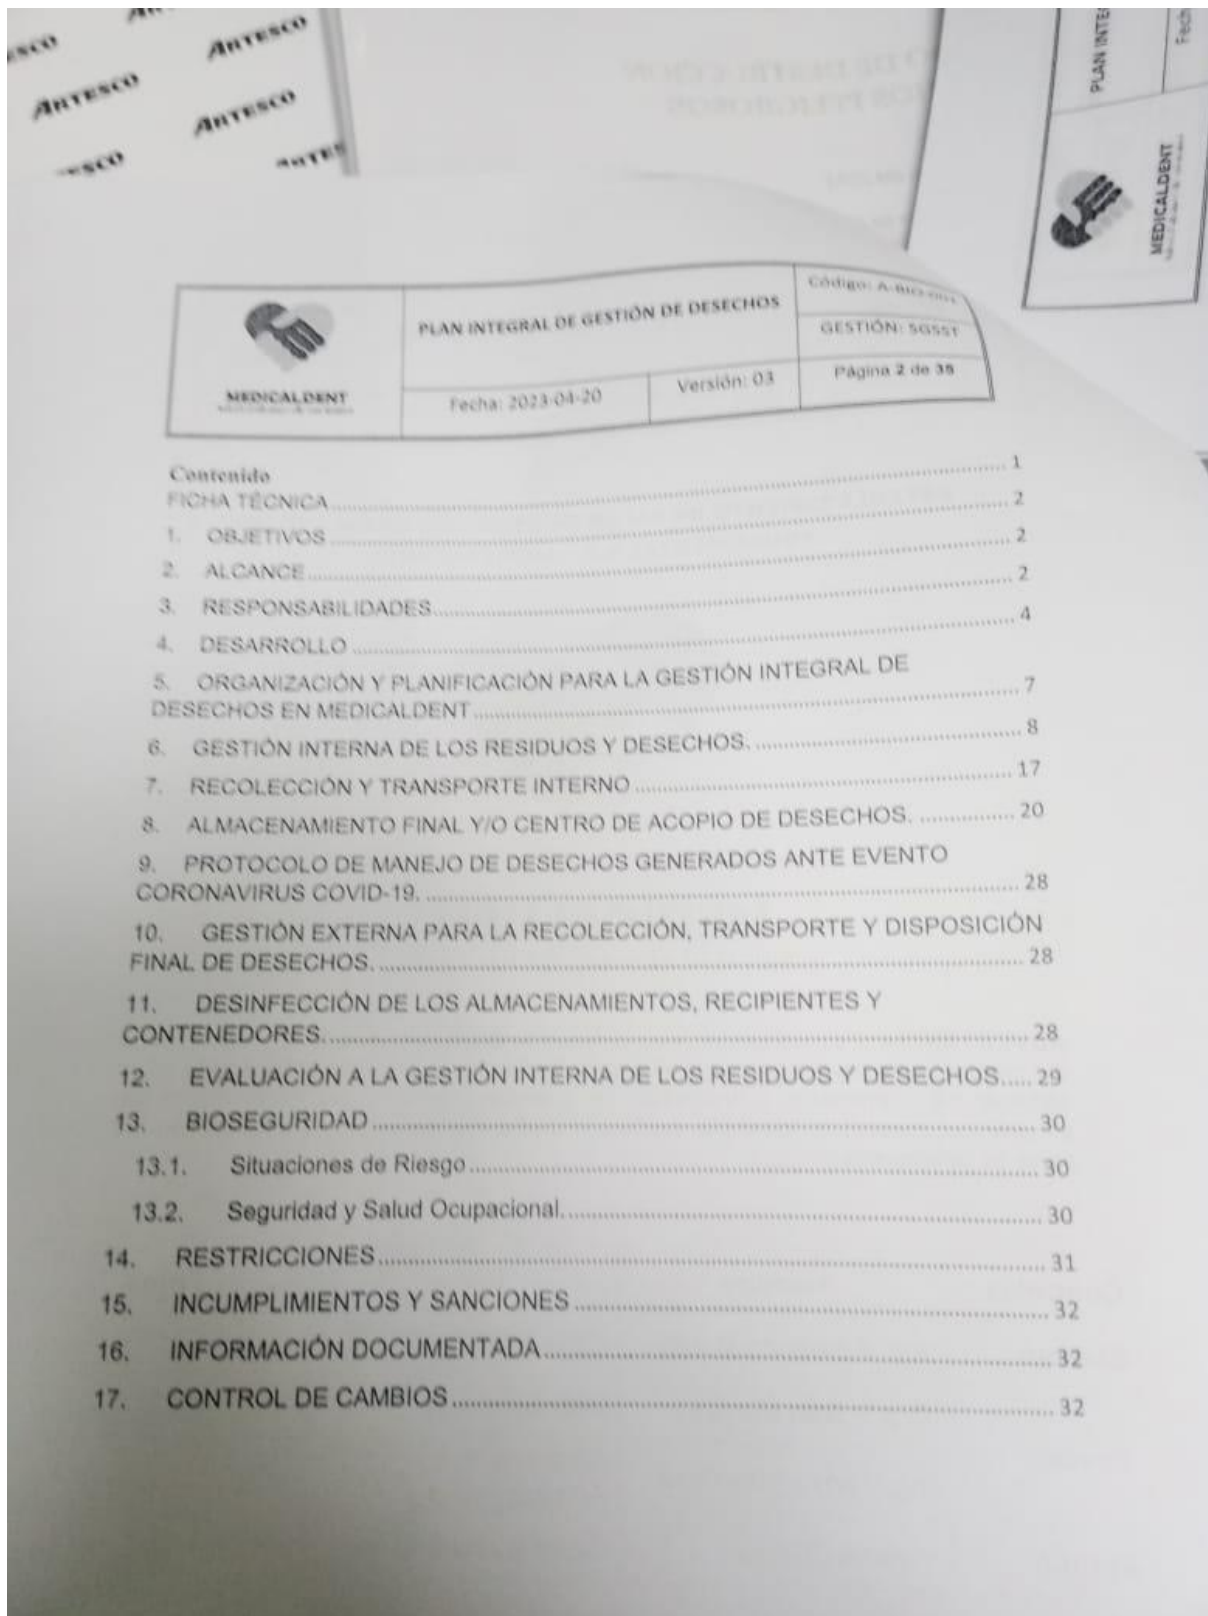 ARTESCO
ARTESCO
ARTESCO
PLAN INTE
Fech
MEDICALDENT
PLAN INTEGRAL DE GESTIÓN DE DESECHOS
Código: A-
GESTIÓN: SGSST
Página 2 de 35
MEDICALDENT
Fecha: 2023-04-20
Versión: 03
Contenido
FICHA TÉCNICA 1
1. OBJETIVOS 2
2. ALCANCE 2
3. RESPONSABILIDADES 2
4. DESARROLLO 4
5. ORGANIZACIÓN Y PLANIFICACIÓN PARA LA GESTIÓN INTEGRAL DE
DESECHOS EN MEDICALDENT 7
6. GESTIÓN INTERNA DE LOS RESIDUOS Y DESECHOS. 8
7. RECOLECCIÓN Y TRANSPORTE INTERNO 17
8. ALMACENAMIENTO FINAL Y/O CENTRO DE ACOPIO DE DESECHOS. 20
9. PROTOCOLO DE MANEJO DE DESECHOS GENERADOS ANTE EVENTO
CORONAVIRUS COVID-19. 28
10. GESTIÓN EXTERNA PARA LA RECOLECCIÓN, TRANSPORTE Y DISPOSICIÓN
FINAL DE DESECHOS. 28
11. DESINFECCIÓN DE LOS ALMACENAMIENTOS, RECIPIENTES Y
CONTENEDORES. 28
12. EVALUACIÓN A LA GESTIÓN INTERNA DE LOS RESIDUOS Y DESECHOS 29
13. BIOSEGURIDAD 30
13.1. Situaciones de Riesgo 30
13.2. Seguridad y Salud Ocupacional. 30
14. RESTRICCIONES 31
15. INCUMPLIMIENTOS Y SANCIONES 32
16. INFORMACIÓN DOCUMENTADA 32
17. CONTROL DE CAMBIOS 32